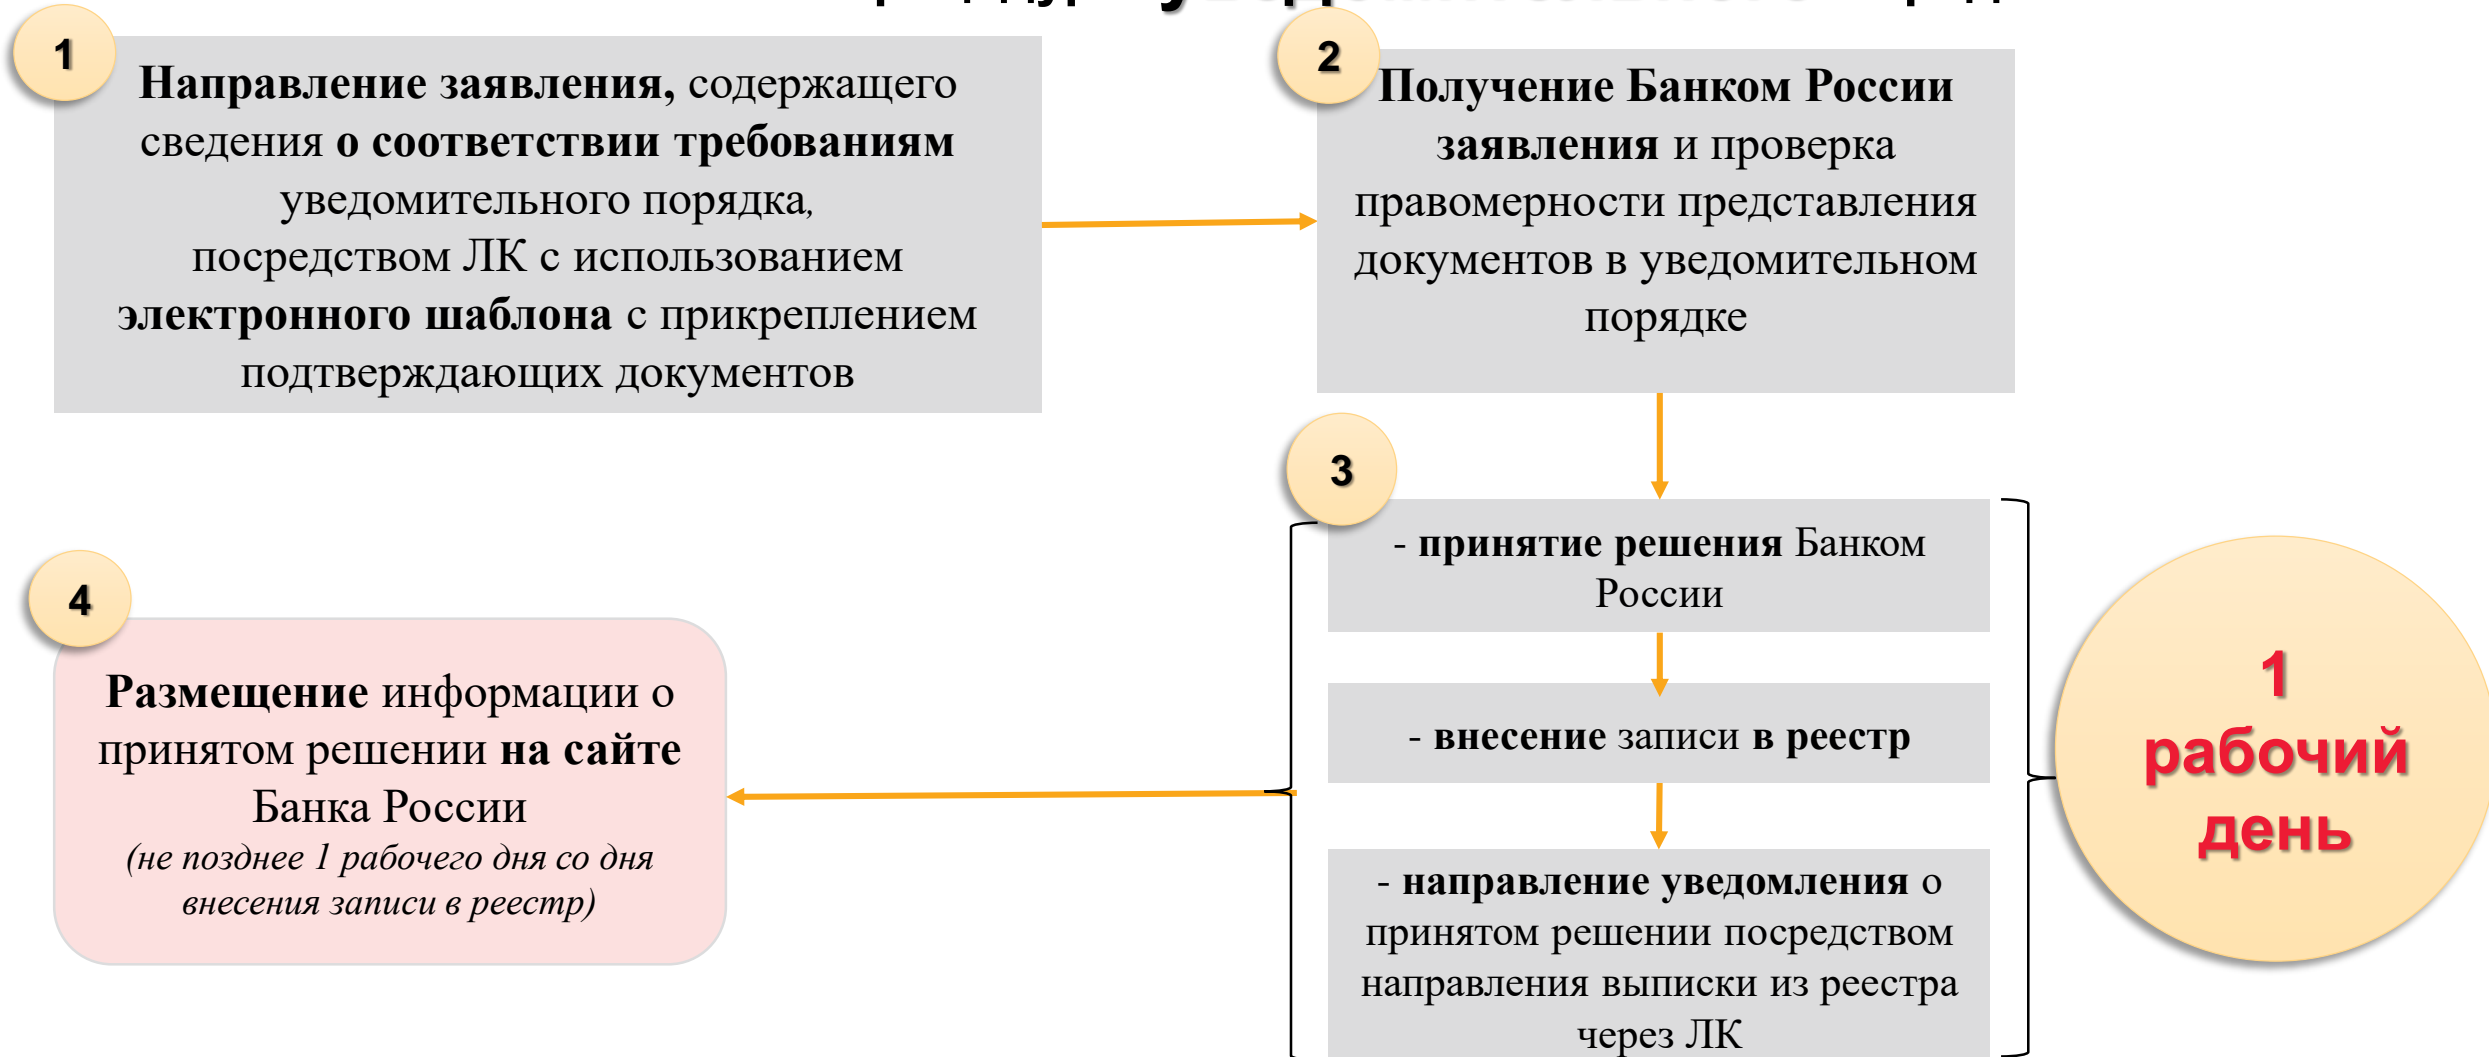 1
Направление заявления, содержащего
сведения о соответствии требованиям
уведомительного порядка,
посредством ЛК с использованием
электронного шаблона с прикреплением
подтверждающих документов
2
Получение Банком России
заявления и проверка
правомерности представления
документов в уведомительном
порядке
3
- принятие решения Банком
России
- внесение записи в реестр
- направление уведомления о
принятом решении посредством
направления выписки из реестра
через ЛК
1
рабочий
день
4
Размещение информации о
принятом решении на сайте
Банка России
(не позднее 1 рабочего дня со дня
внесения записи в реестр)